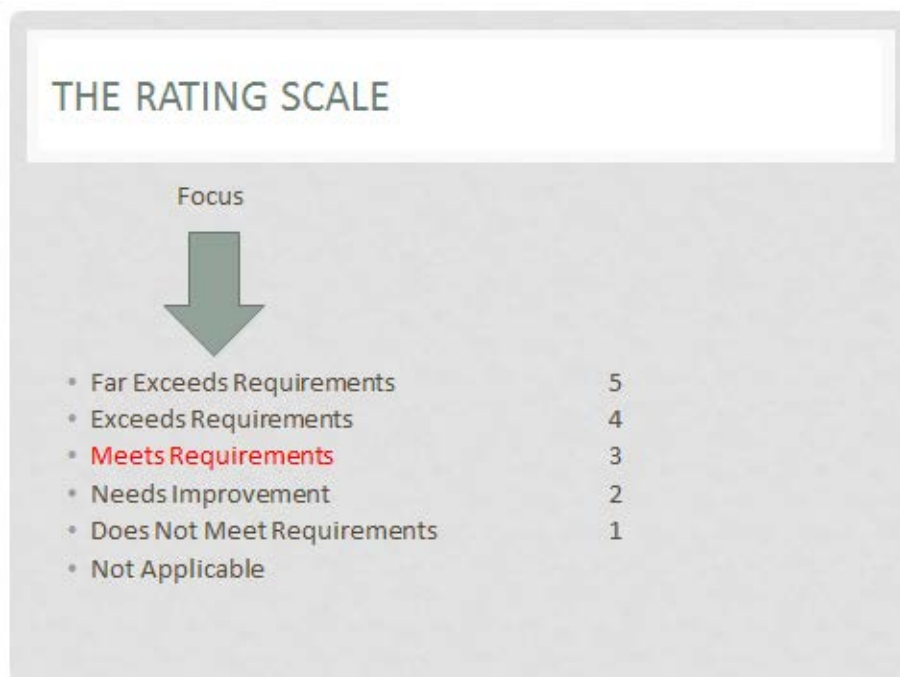 THE RATING SCALE
Focus
• Far Exceeds Requirements 5
• Exceeds Requirements 4
• Meets Requirements 3
• Needs Improvement 2
• Does Not Meet Requirements 1
• Not Applicable